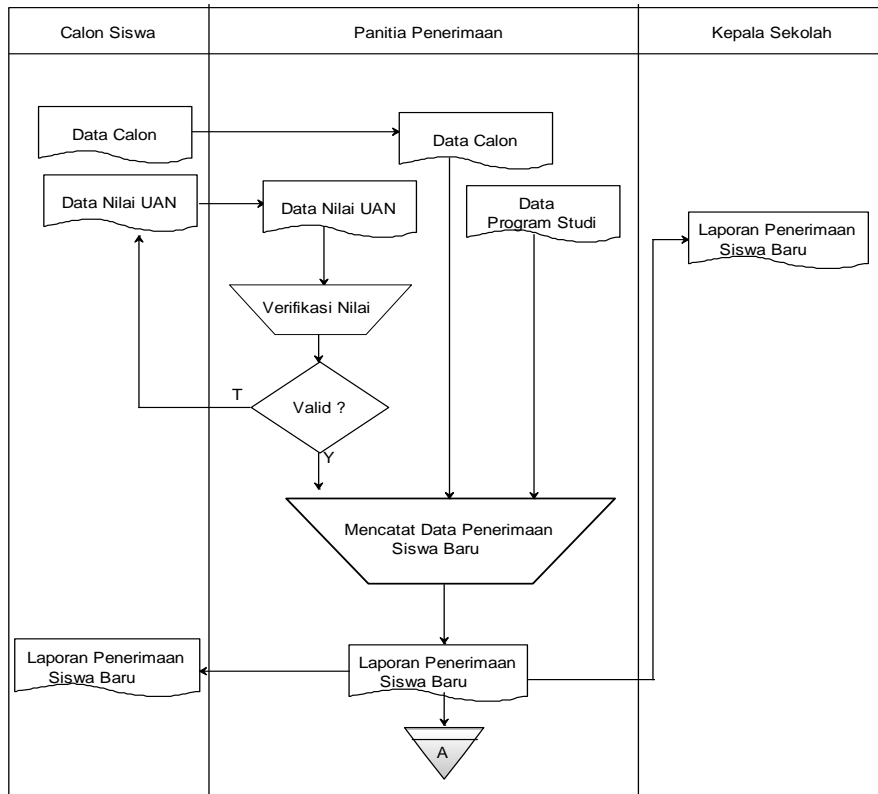 Calon Siswa
Panitia Penerimaan
Kepala Sekolah
Data Calon
Data Calon
Data Nilai UAN
Data Nilai UAN
Data
Program Studi
Laporan Penerimaan
Siswa Baru
Verifikasi Nilai
T
Valid ?
Y
Mencatat Data Penerimaan
Siswa Baru
Laporan Penerimaan
Siswa Baru
Laporan Penerimaan
Siswa Baru
A